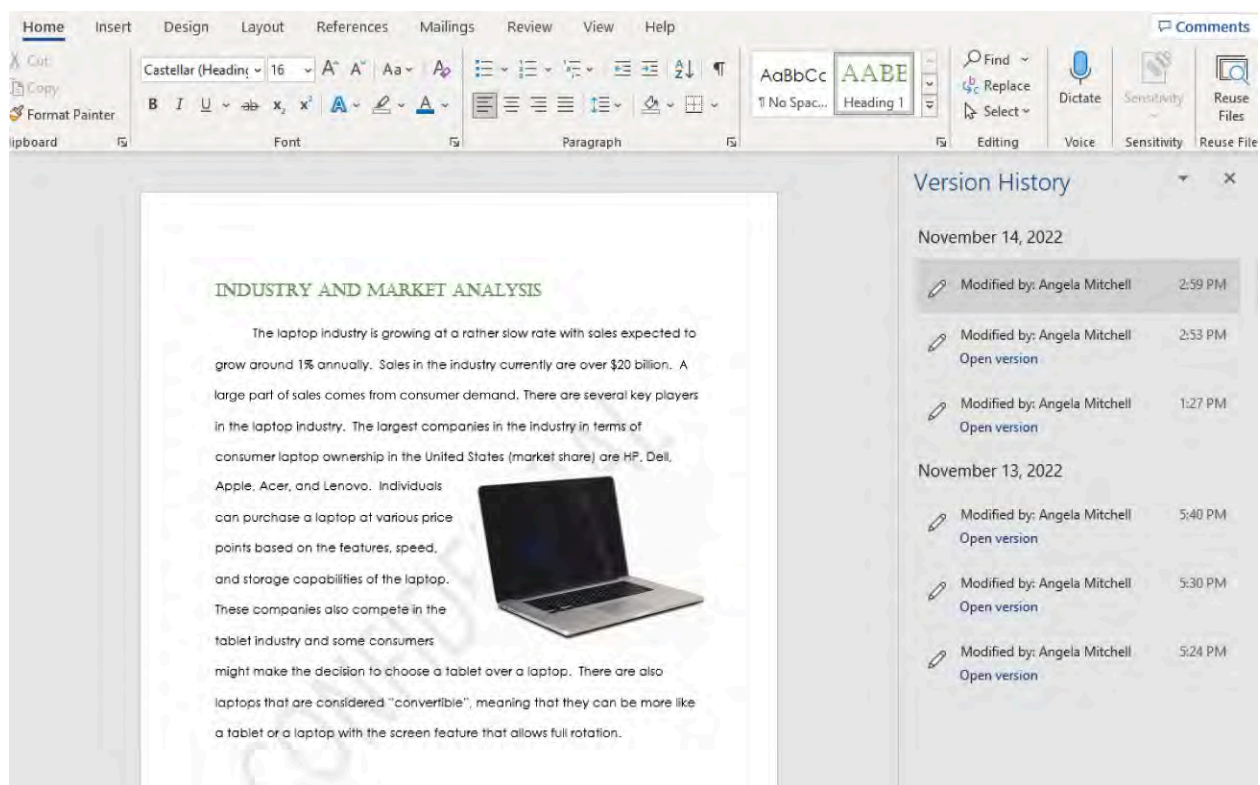 Home Insert Design Layout References Mailings Review View Help Comments
Cut
Copy
Format Painter
Castellar (Heading 16 A^ A˅ Aa A
B I U ab x₂ x² A A
AaBbCc AABE
¶ No Spac... Heading 1
Find
Replace
Select
Dictate
Sensitivity
Reuse
Files
ipboard Font Paragraph Editing Voice Sensitivity Reuse File
INDUSTRY AND MARKET ANALYSIS
The laptop industry is growing at a rather slow rate with sales expected to
grow around 1% annually. Sales in the industry currently are over $20 billion. A
large part of sales comes from consumer demand. There are several key players
in the laptop industry. The largest companies in the industry in terms of
consumer laptop ownership in the United States (market share) are HP, Dell,
Apple, Acer, and Lenovo. Individuals
can purchase a laptop at various price
points based on the features, speed,
and storage capabilities of the laptop.
These companies also compete in the
tablet industry and some consumers
might make the decision to choose a tablet over a laptop. There are also
laptops that are considered "convertible", meaning that they can be more like
a tablet or a laptop with the screen feature that allows full rotation.
CONFIDENTIAL
Version History
November 14, 2022
Modified by: Angela Mitchell 2:59 PM
Modified by: Angela Mitchell 2:53 PM
Open version
Modified by: Angela Mitchell 1:27 PM
Open version
November 13, 2022
Modified by: Angela Mitchell 5:40 PM
Open version
Modified by: Angela Mitchell 5:30 PM
Open version
Modified by: Angela Mitchell 5:24 PM
Open version